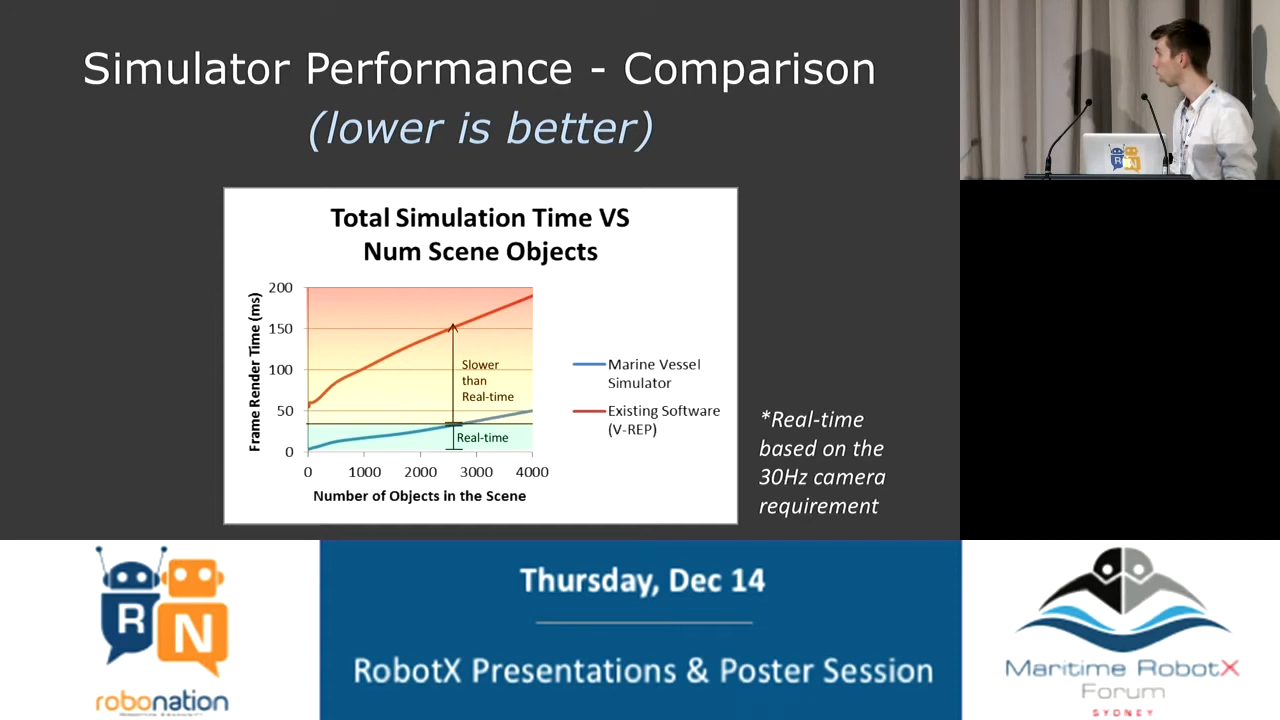 Simulator Performance - Comparison
(lower is better)
Total Simulation Time VS
Num Scene Objects
Frame Render Time (ms)
200
150
100
50
0
Slower
than
Real-time
Real-time
0 1000 2000 3000 4000
Number of Objects in the Scene
Marine Vessel
Simulator
Existing Software
(V-REP)
*Real-time
based on the
30Hz camera
requirement
RN
R N
robonation
Thursday, Dec 14
RobotX Presentations & Poster Session
Maritime RobotX
Forum
SYDNEY